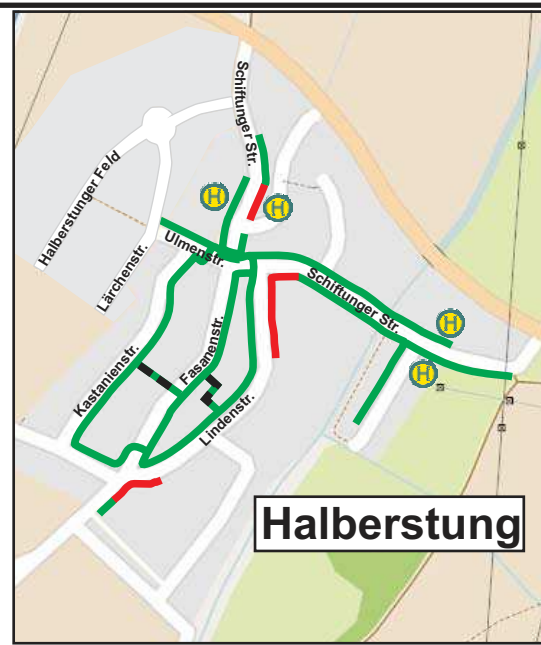 Schiftunger Str.
Halberstunger Feld
H
H
Ulmenstr.
Lärchenstr.
Schiftunger Str.
H
H
Kastanienstr.
Fasanenstr.
Lindenstr.
Halberstung